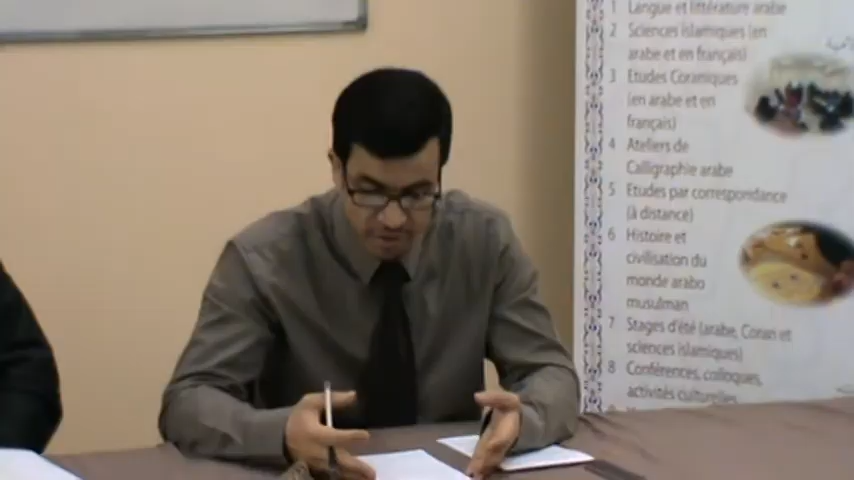 1 Langue et littérature arabe
2 Sciences islamiques (en
arabe et en français)
3 Etudes Coraniques
(en arabe et en
français)
4 Ateliers de
Calligraphie arabe
5 Etudes par correspondance
(à distance)
6 Histoire et
civilisation du
monde arabo
musulman
7 Stages d'été (arabe, Coran et
sciences islamiques)
8 Conférences, colloques,
activités culturelles